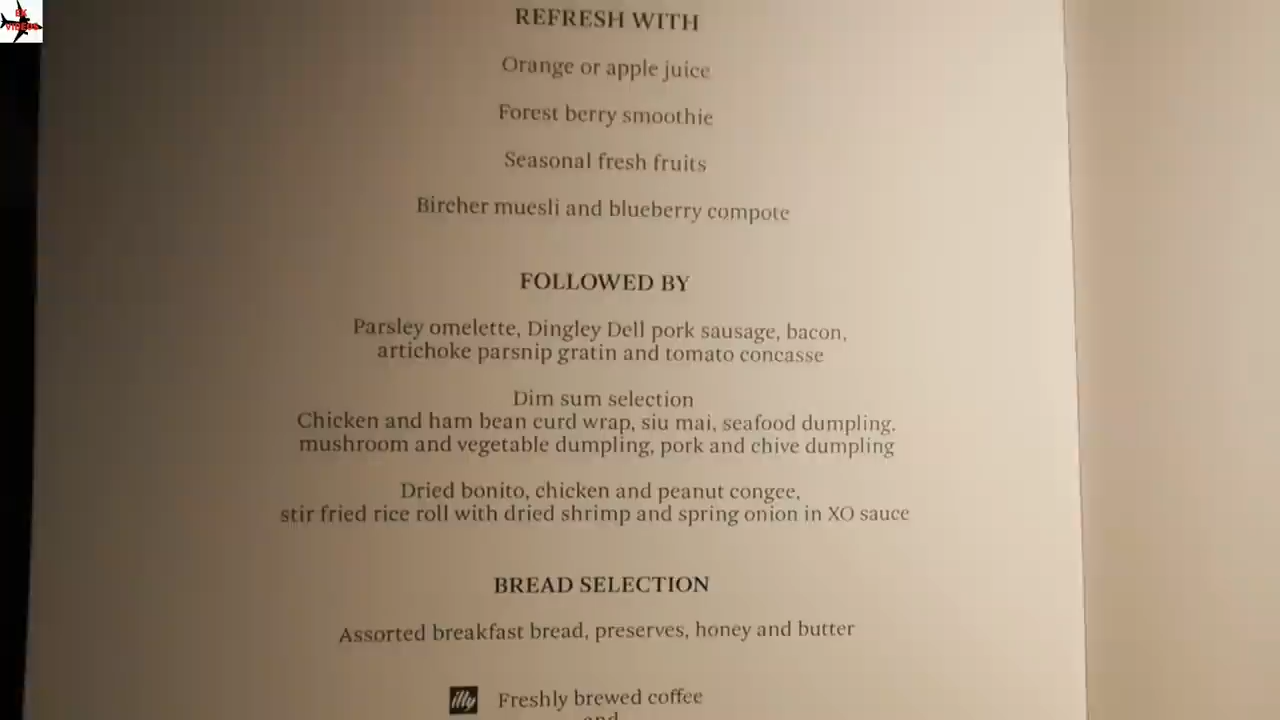 EK
VIDEOS
REFRESH WITH
Orange or apple juice
Forest berry smoothie
Seasonal fresh fruits
Bircher muesli and blueberry compote
FOLLOWED BY
Parsley omelette, Dingley Dell pork sausage, bacon,
artichoke parsnip gratin and tomato concasse
Dim sum selection
Chicken and ham bean curd wrap, siu mai, seafood dumpling.
mushroom and vegetable dumpling, pork and chive dumpling
Dried bonito, chicken and peanut congee,
stir fried rice roll with dried shrimp and spring onion in XO sauce
BREAD SELECTION
Assorted breakfast bread, preserves, honey and butter
illy Freshly brewed coffee
and